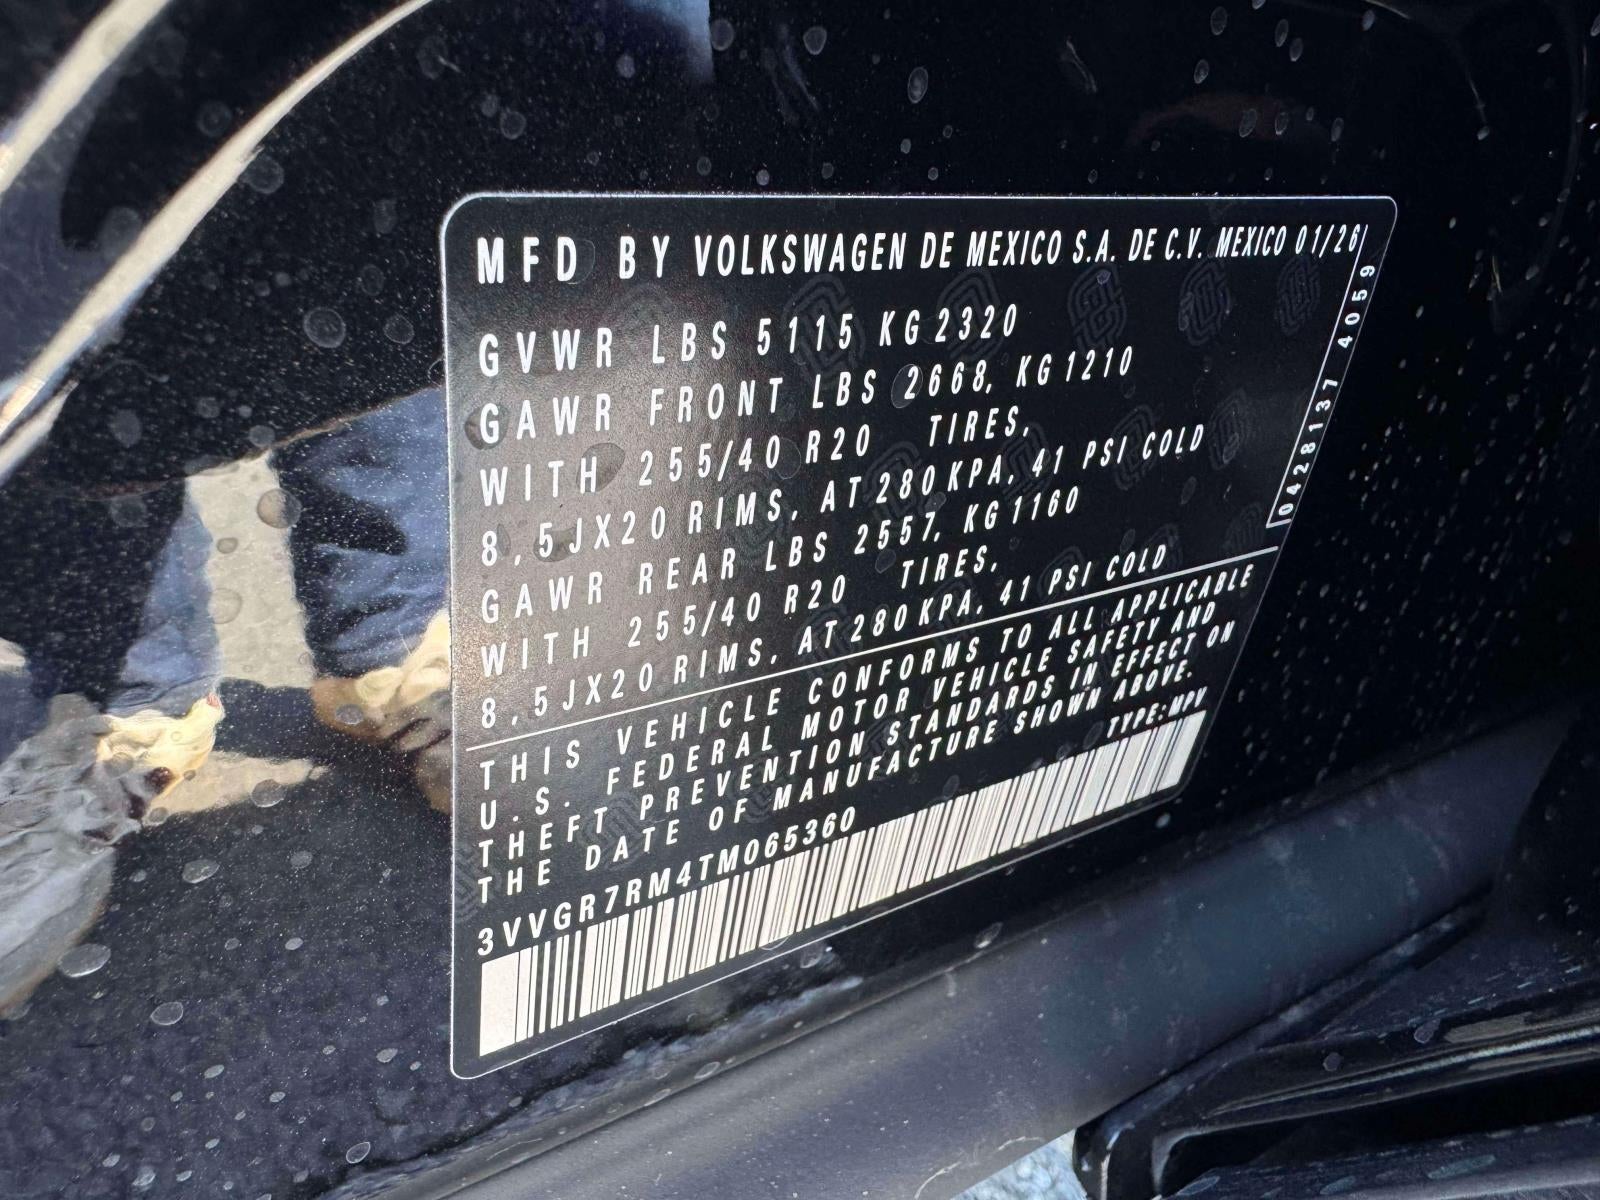 MFD BY VOLKSWAGEN DE MEXICO S.A. DE C.V. MEXICO 01/26
GVWR LBS 5115 KG 2320
GAWR FRONT LBS 2668, KG 1210
WITH 255/40 R20 TIRES,
8,5JX20 RIMS, AT 280 KPA, 41 PSI COLD
GAWR REAR LBS 2557, KG 1160
WITH 255/40 R20 TIRES,
8,5JX20 RIMS, AT 280 KPA, 41 PSI COLD
0428137 4059
THIS VEHICLE CONFORMS TO ALL APPLICABLE
U.S. FEDERAL MOTOR VEHICLE SAFETY AND
THEFT PREVENTION STANDARDS IN EFFECT ON
THE DATE OF MANUFACTURE SHOWN ABOVE.
3VVGR7RM4TM065360 TYPE:MPV